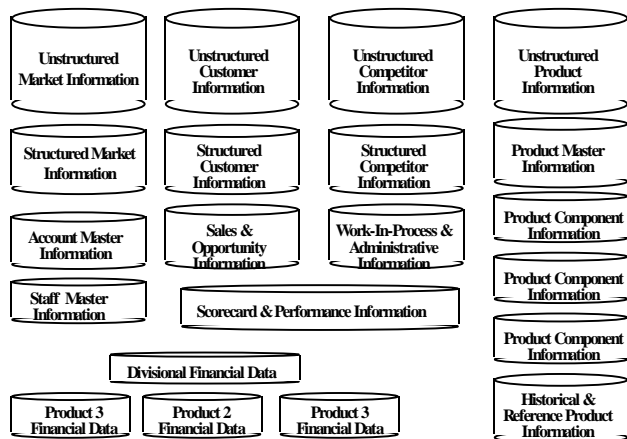 Unstructured
Market Information
Unstructured
Customer
Information
Unstructured
Competitor
Information
Unstructured
Product
Information
Structured Market
Information
Structured
Customer
Information
Structured
Competitor
Information
Product Master
Information
Account Master
Information
Sales &
Opportunity
Information
Work-In-Process &
Administrative
Information
Product Component
Information
Staff Master
Information
Scorecard & Performance Information
Product Component
Information
Product Component
Information
Divisional Financial Data
Product 3
Financial Data
Product 2
Financial Data
Product 3
Financial Data
Historical &
Reference Product
Information